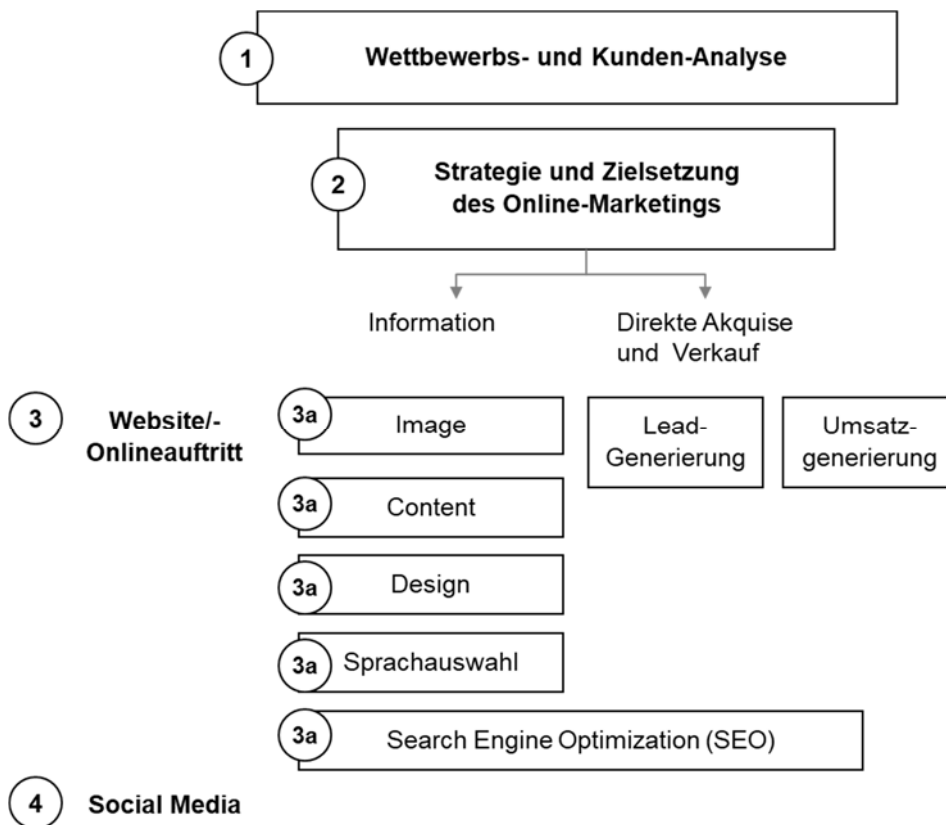 1
Wettbewerbs- und Kunden-Analyse
2
Strategie und Zielsetzung
des Online-Marketings
Information
Direkte Akquise
und Verkauf
3
Website/-
Onlineauftritt
3a
Image
Lead-
Generierung
Umsatz-
generierung
3a
Content
3a
Design
3a
Sprachauswahl
3a
Search Engine Optimization (SEO)
4
Social Media